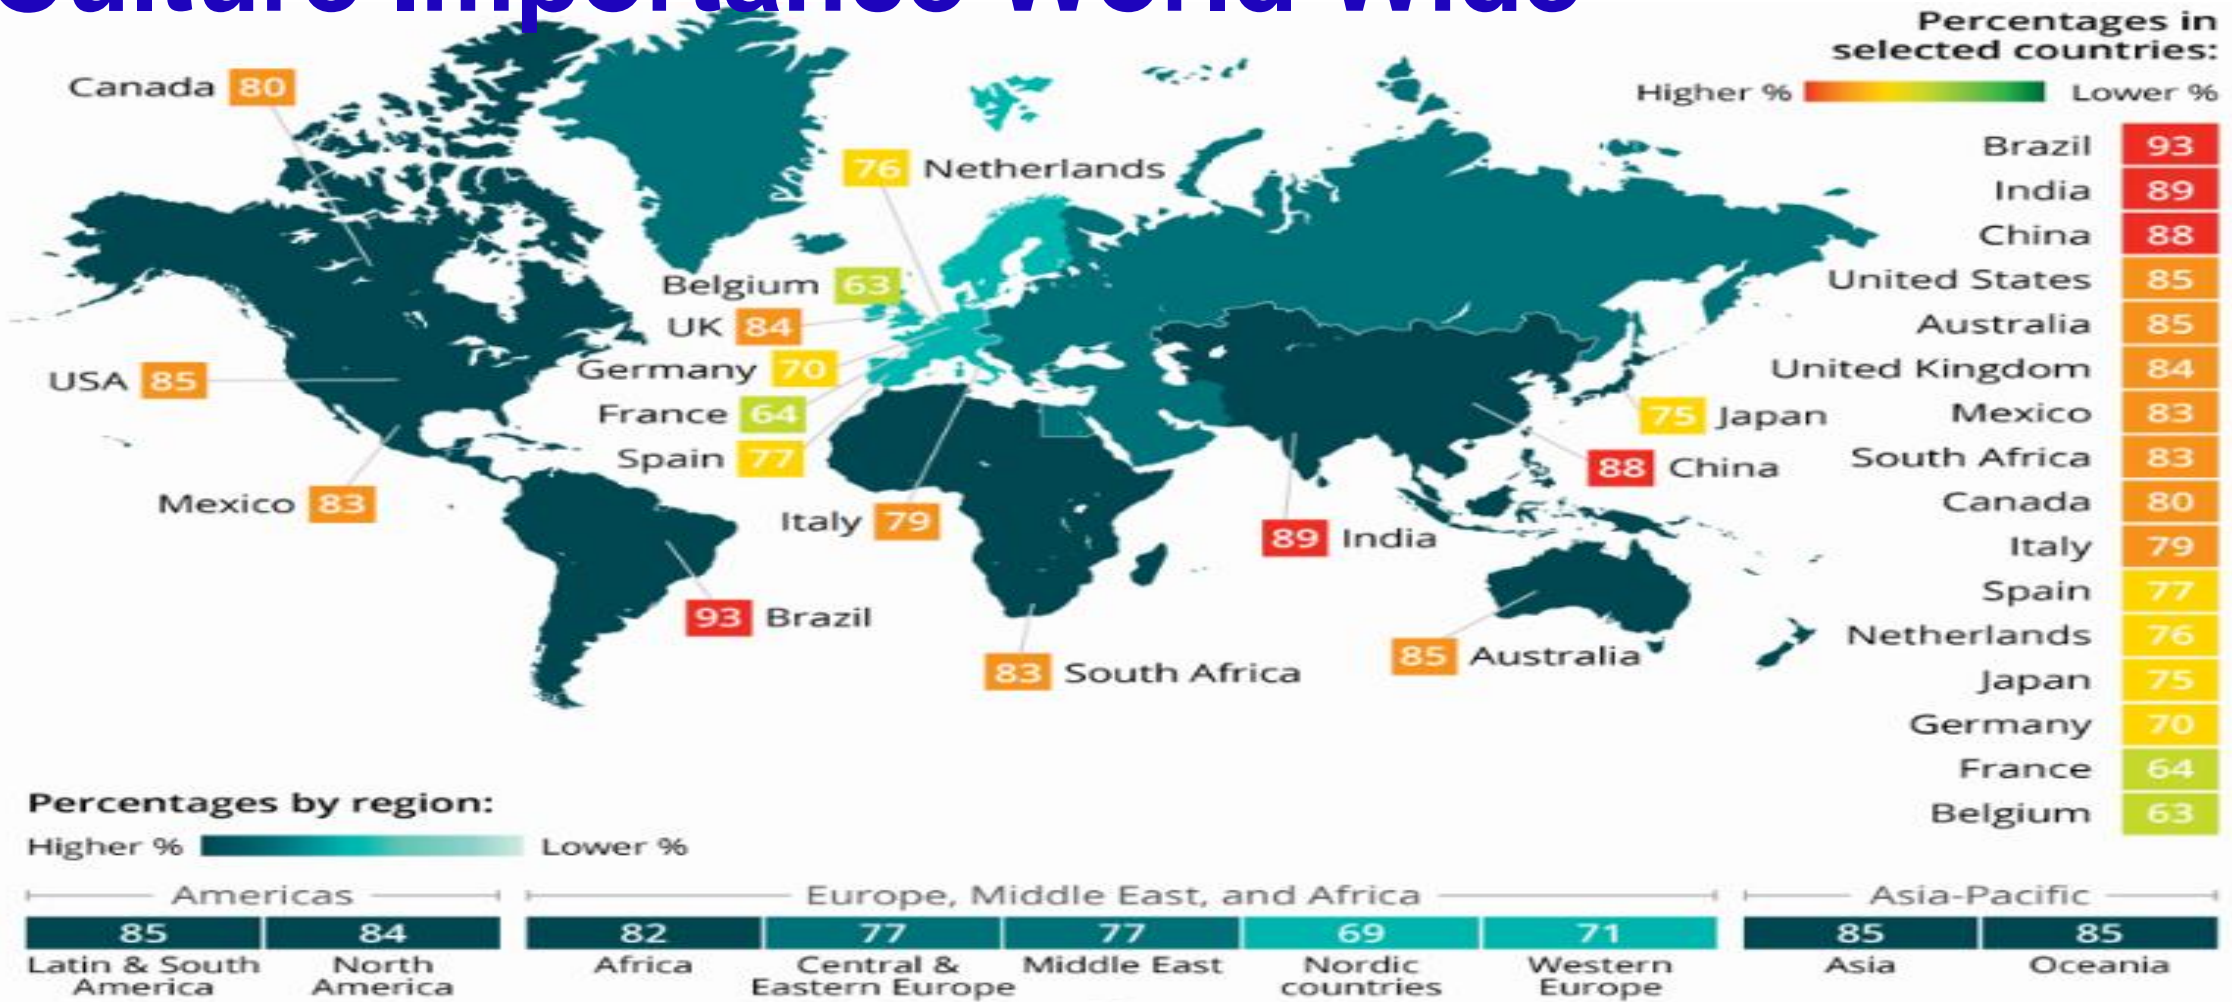 Culture Importance World Wide
Percentages in
selected countries:
Higher % Lower %
Canada 80
76 Netherlands
Belgium 63
UK 84
Germany 70
USA 85
France 64
Spain 77
Mexico 83
Italy 79
93 Brazil
83 South Africa
89 India
88 China
75 Japan
85 Australia
Brazil 93
India 89
China 88
United States 85
Australia 85
United Kingdom 84
Mexico 83
South Africa 83
Canada 80
Italy 79
Spain 77
Netherlands 76
Japan 75
Germany 70
France 64
Belgium 63
Percentages by region:
Higher % Lower %
Americas Europe, Middle East, and Africa Asia-Pacific
85 84 82 77 77 69 71 85 85
Latin & South North Africa Central & Middle East Nordic Western Asia Oceania
America America Eastern Europe countries Europe